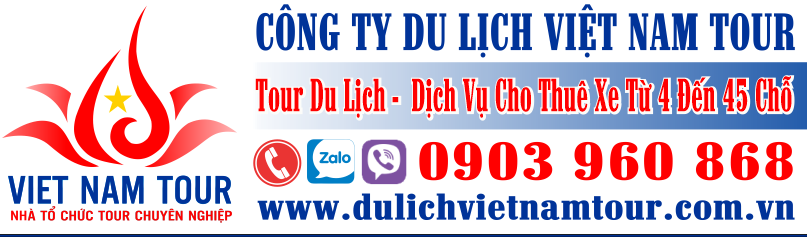 VIET NAM TOUR
NHÀ TỔ CHỨC TOUR CHUYÊN NGHIỆP
CÔNG TY DU LỊCH VIỆT NAM TOUR
Tour Du Lịch - Dịch Vụ Cho Thuê Xe Từ 4 Đến 45 Chỗ
Zalo 0903 960 868
www.dulichvietnamtour.com.vn